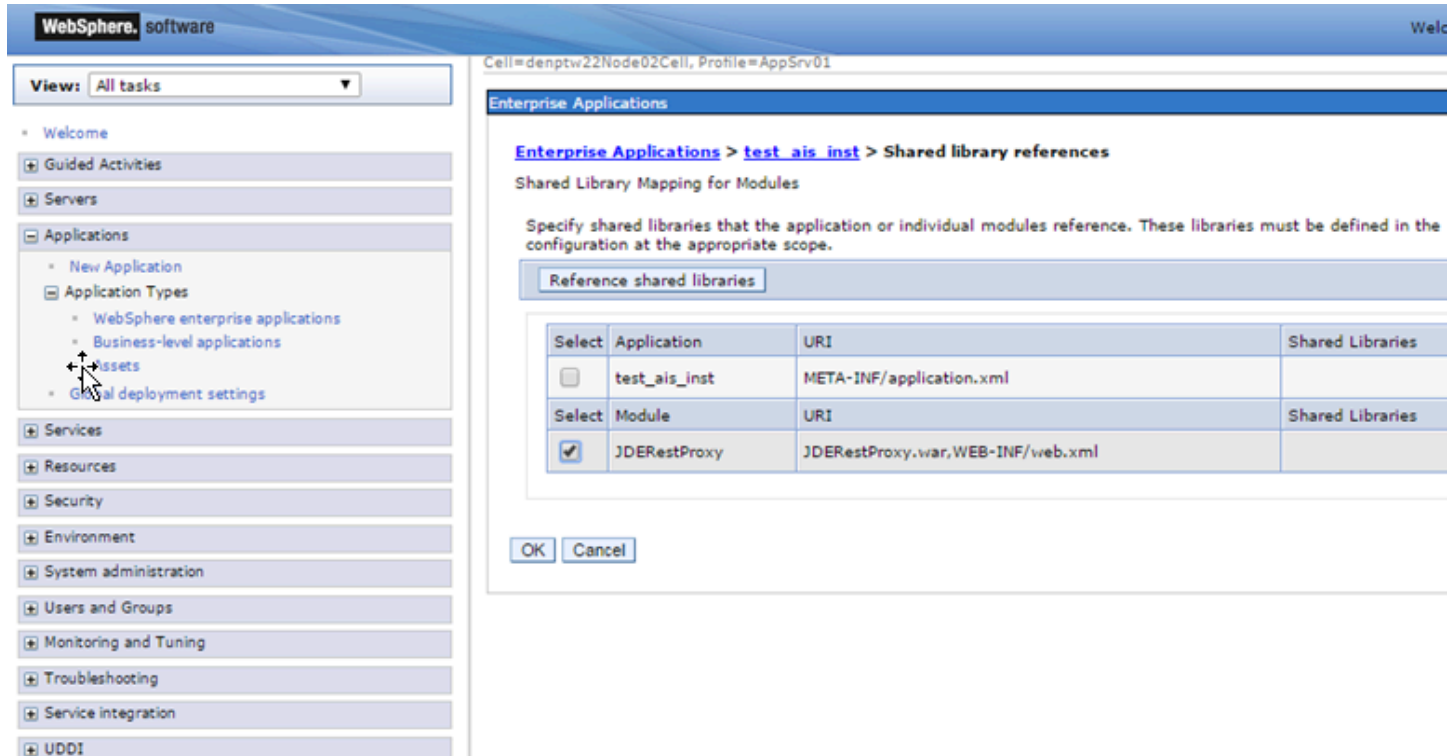 WebSphere. software
Welc
View: All tasks
Welcome
Guided Activities
Servers
Applications
New Application
Application Types
WebSphere enterprise applications
Business-level applications
Assets
Global deployment settings
Services
Resources
Security
Environment
System administration
Users and Groups
Monitoring and Tuning
Troubleshooting
Service integration
UDDI
Cell=denptw22Node02Cell, Profile=AppSrv01
Enterprise Applications
Enterprise Applications > test_ais_inst > Shared library references
Shared Library Mapping for Modules
Specify shared libraries that the application or individual modules reference. These libraries must be defined in the
configuration at the appropriate scope.
Reference shared libraries
Select Application URI Shared Libraries
test_ais_inst META-INF/application.xml
Select Module URI Shared Libraries
JDERestProxy JDERestProxy.war,WEB-INF/web.xml
OK Cancel